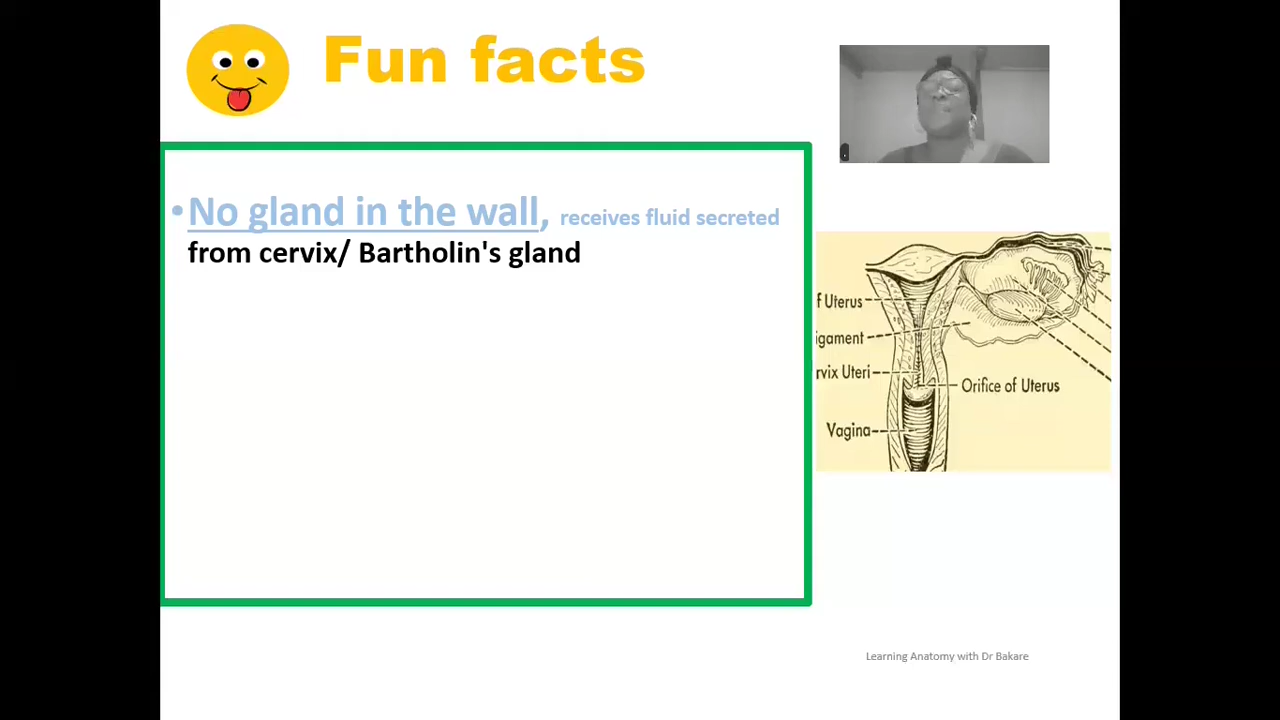 Fun facts
•No gland in the wall, receives fluid secreted
from cervix/ Bartholin's gland
f Uterus
igament
rvix Uteri
Orifice of Uterus
Vagina
Learning Anatomy with Dr Bakare